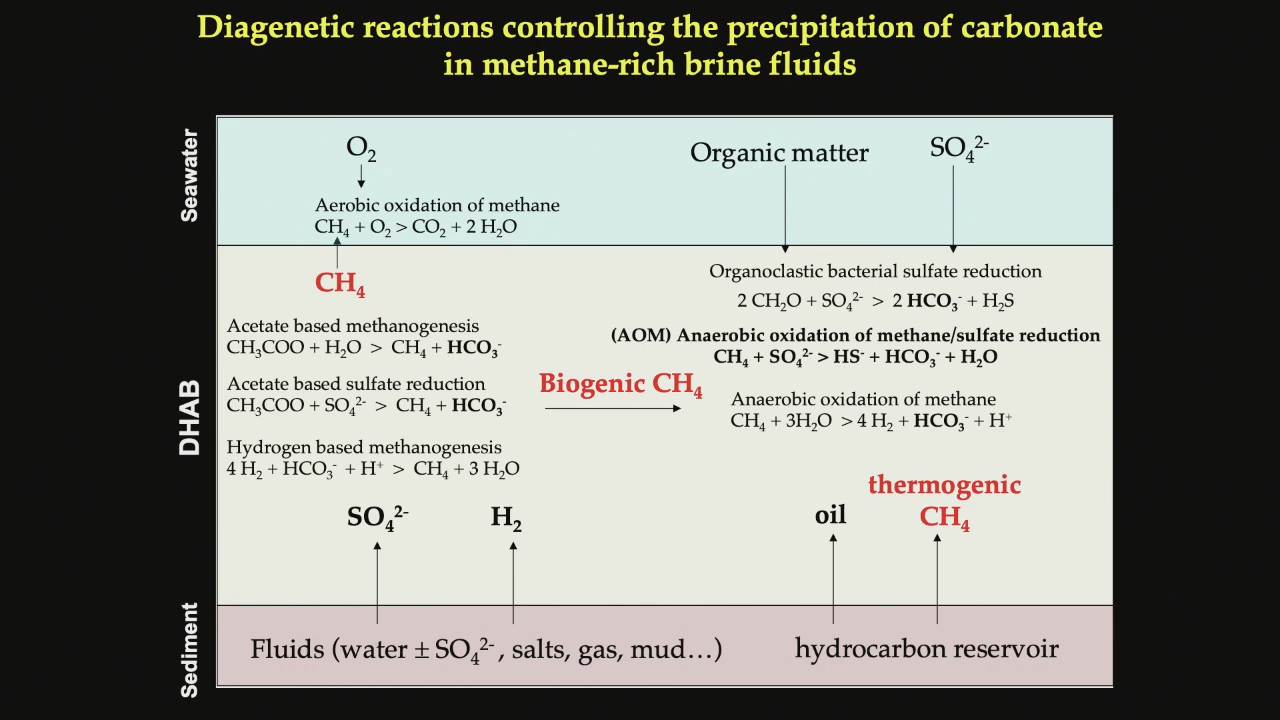 Diagenetic reactions controlling the precipitation of carbonate
in methane-rich brine fluids
Seawater
O₂
Organic matter
SO₄²⁻
Aerobic oxidation of methane
CH₄ + O₂ > CO₂ + 2 H₂O
DHAB
CH₄
Acetate based methanogenesis
CH₃COO + H₂O > CH₄ + HCO₃⁻
Acetate based sulfate reduction
CH₃COO + SO₄²⁻ > CH₄ + HCO₃⁻
Hydrogen based methanogenesis
4 H₂ + HCO₃⁻ + H⁺ > CH₄ + 3 H₂O
Biogenic CH₄
Organoclastic bacterial sulfate reduction
2 CH₂O + SO₄²⁻ > 2 HCO₃⁻ + H₂S
(AOM) Anaerobic oxidation of methane/sulfate reduction
CH₄ + SO₄²⁻ > HS⁻ + HCO₃⁻ + H₂O
Anaerobic oxidation of methane
CH₄ + 3H₂O > 4 H₂ + HCO₃⁻ + H⁺
SO₄²⁻
H₂
oil
thermogenic
CH₄
Sediment
Fluids (water ± SO₄²⁻, salts, gas, mud…)
hydrocarbon reservoir